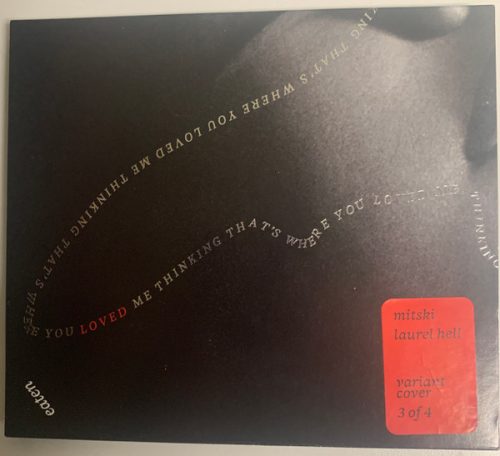 KING THAT'S WHERE YOU LOVED ME THINKING THAT'S WHERE
YOU LOVED ME THINKING THAT'S WHERE YOU LOVED ME THINKING
eaten
mitski
laurel hell
variant
cover
3 of 4